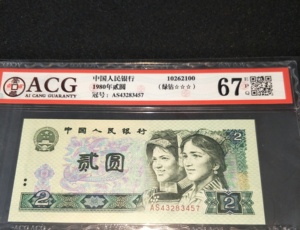 ACG
AI CANG GUARANTY
中国人民银行
1980年贰圆
冠号: AS43283457
10262100
(绿钻☆☆☆)
67 EPQ
中国人民银行
贰圆
2
2
AS43283457